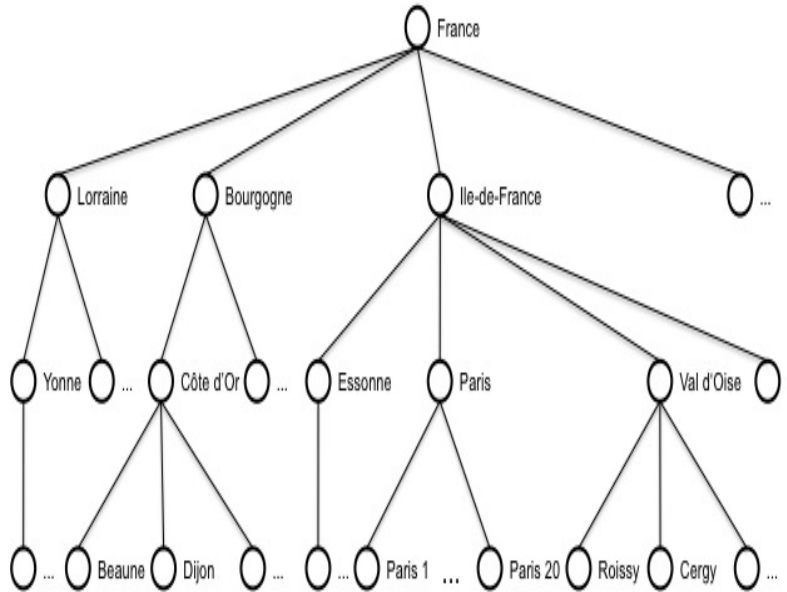 France
Lorraine Bourgogne Ile-de-France ...
Yonne ... Côte d'Or ... Essonne Paris Val d'Oise
... Beaune Dijon ... ... Paris 1 ... Paris 20 Roissy Cergy ...